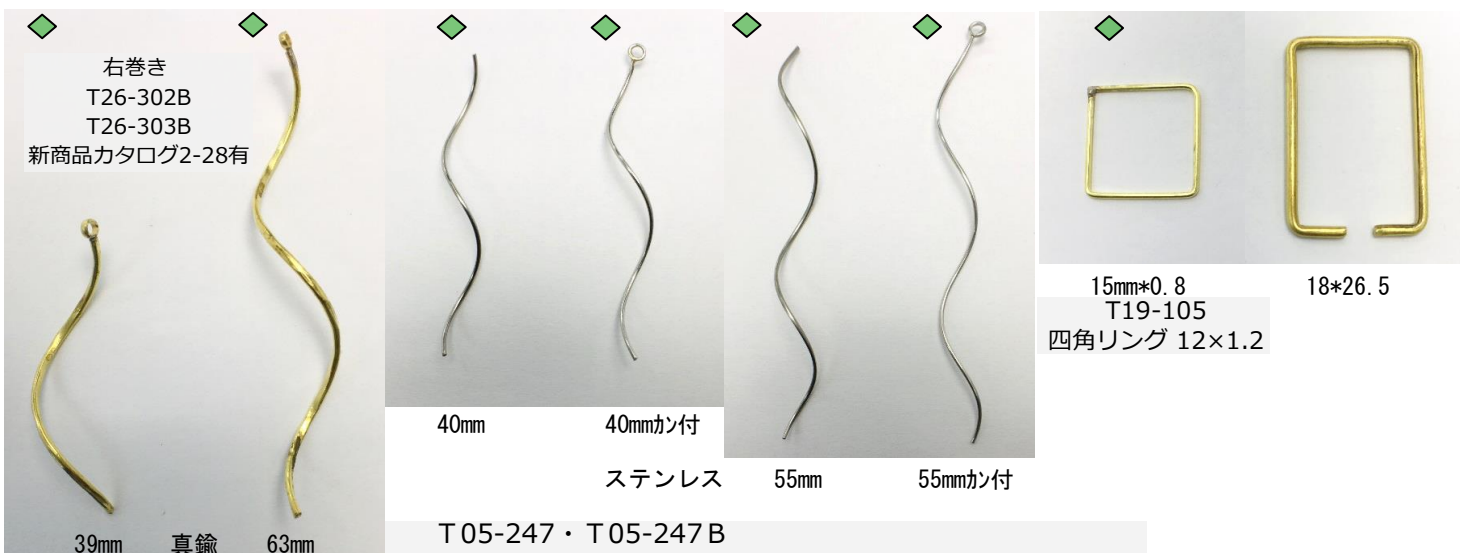 右巻き
T26-302B
T26-303B
新商品カタログ2-28有
39mm 真鍮 63mm
40mm 40mmカン付
ステンレス 55mm 55mmカン付
T05-247・T05-247B
15mm*0.8 18*26.5
T19-105
四角リング 12×1.2